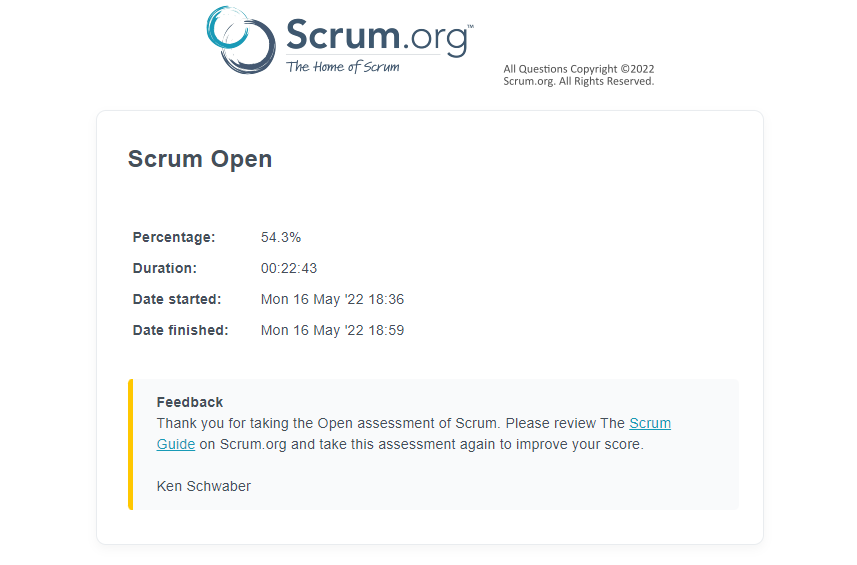 Scrum.org™
The Home of Scrum
All Questions Copyright ©2022
Scrum.org. All Rights Reserved.
Scrum Open
Percentage: 54.3%
Duration: 00:22:43
Date started: Mon 16 May '22 18:36
Date finished: Mon 16 May '22 18:59
Feedback
Thank you for taking the Open assessment of Scrum. Please review The Scrum
Guide on Scrum.org and take this assessment again to improve your score.
Ken Schwaber